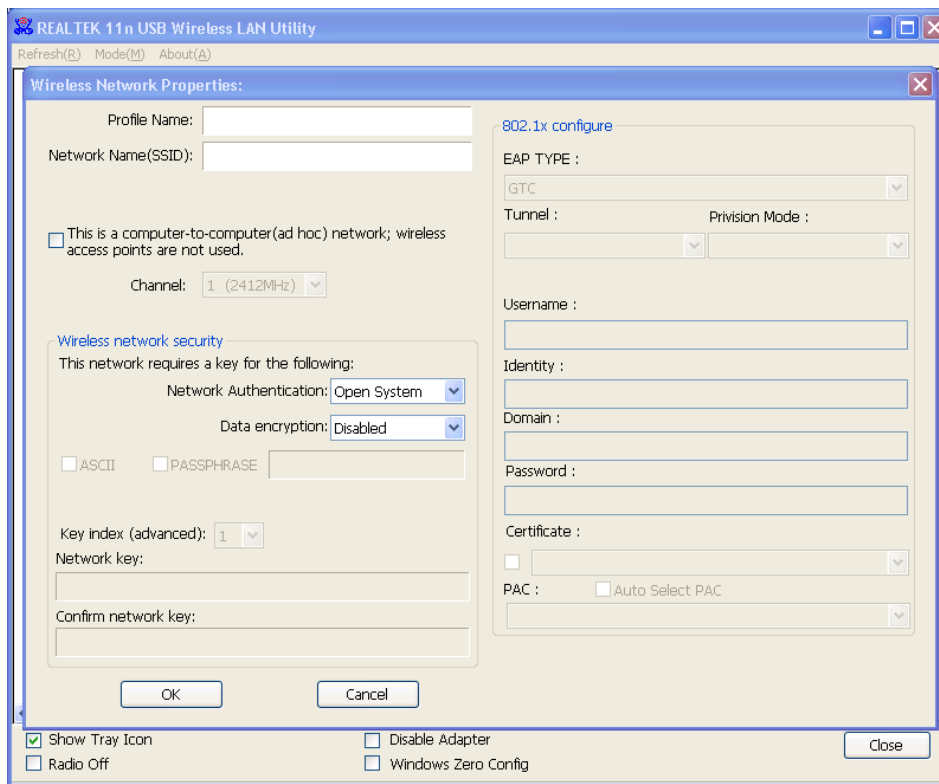 REALTEK 11n USB Wireless LAN Utility
Refresh(R) Mode(M) About(A)
Wireless Network Properties:
Profile Name:
Network Name(SSID):
This is a computer-to-computer(ad hoc) network; wireless
access points are not used.
Channel: 1 (2412MHz)
Wireless network security
This network requires a key for the following:
Network Authentication: Open System
Data encryption: Disabled
ASCII PASSPHRASE
Key index (advanced): 1
Network key:
Confirm network key:
OK Cancel
802.1x configure
EAP TYPE :
GTC
Tunnel : Privision Mode :
Username :
Identity :
Domain :
Password :
Certificate :
PAC : Auto Select PAC
Show Tray Icon Disable Adapter
Radio Off Windows Zero Config
Close